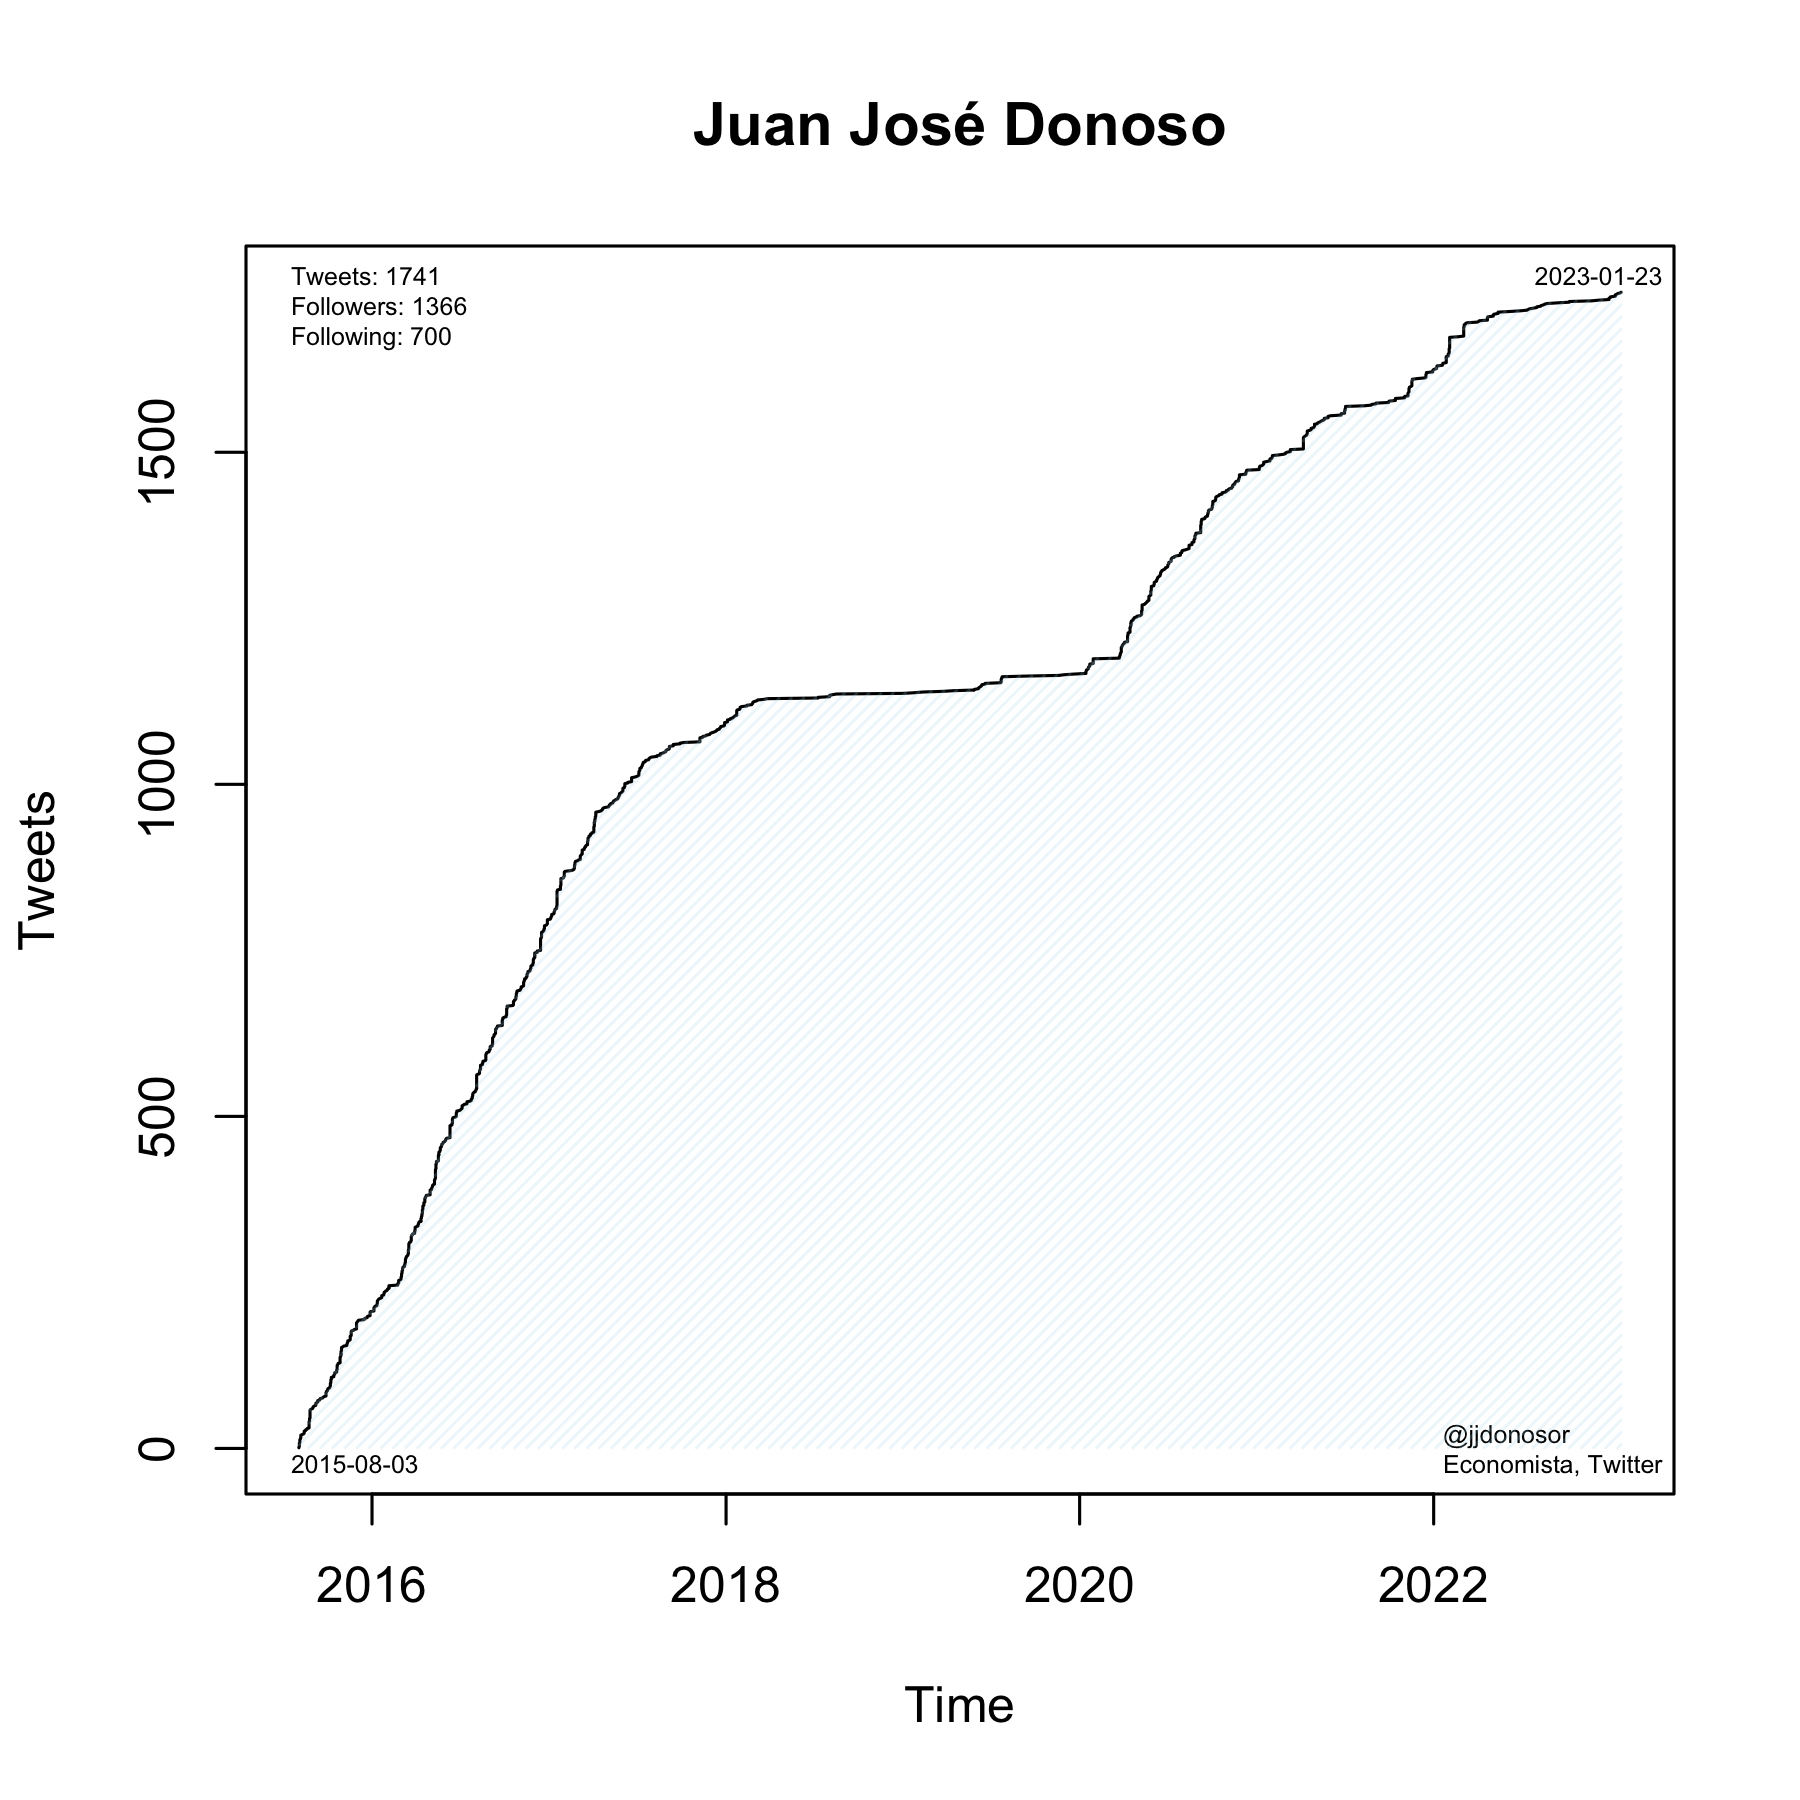 Juan José Donoso
Tweets: 1741
Followers: 1366
Following: 700
2023-01-23
Tweets
1500
1000
500
0
2015-08-03
@jjdonosor
Economista, Twitter
2016
2018
2020
2022
Time